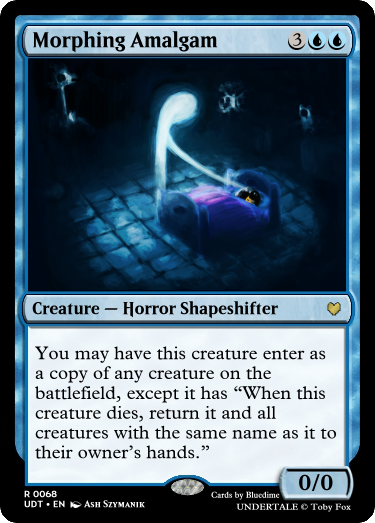 Morphing Amalgam 3
Creature — Horror Shapeshifter
You may have this creature enter as
a copy of any creature on the
battlefield, except it has “When this
creature dies, return it and all
creatures with the same name as it to
their owner’s hands.”
0/0
R 0068
UDT • EN Ash Szymanik
Cards by Bluedime
UNDERTALE © Toby Fox